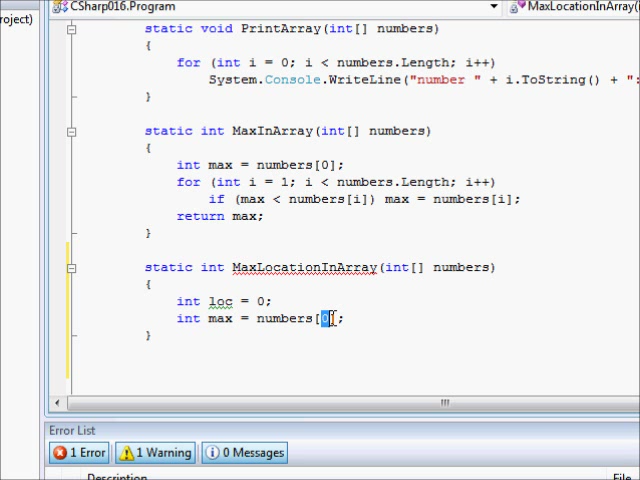 roject)
CSharp016.Program
MaxLocationInArray(i
static void PrintArray(int[] numbers)
{
for (int i = 0; i < numbers.Length; i++)
System.Console.WriteLine("number " + i.ToString() + ":
}
static int MaxInArray(int[] numbers)
{
int max = numbers[0];
for (int i = 1; i < numbers.Length; i++)
if (max < numbers[i]) max = numbers[i];
return max;
}
static int MaxLocationInArray(int[] numbers)
{
int loc = 0;
int max = numbers[0];
}
Error List
1 Error
1 Warning
0 Messages
Description
File